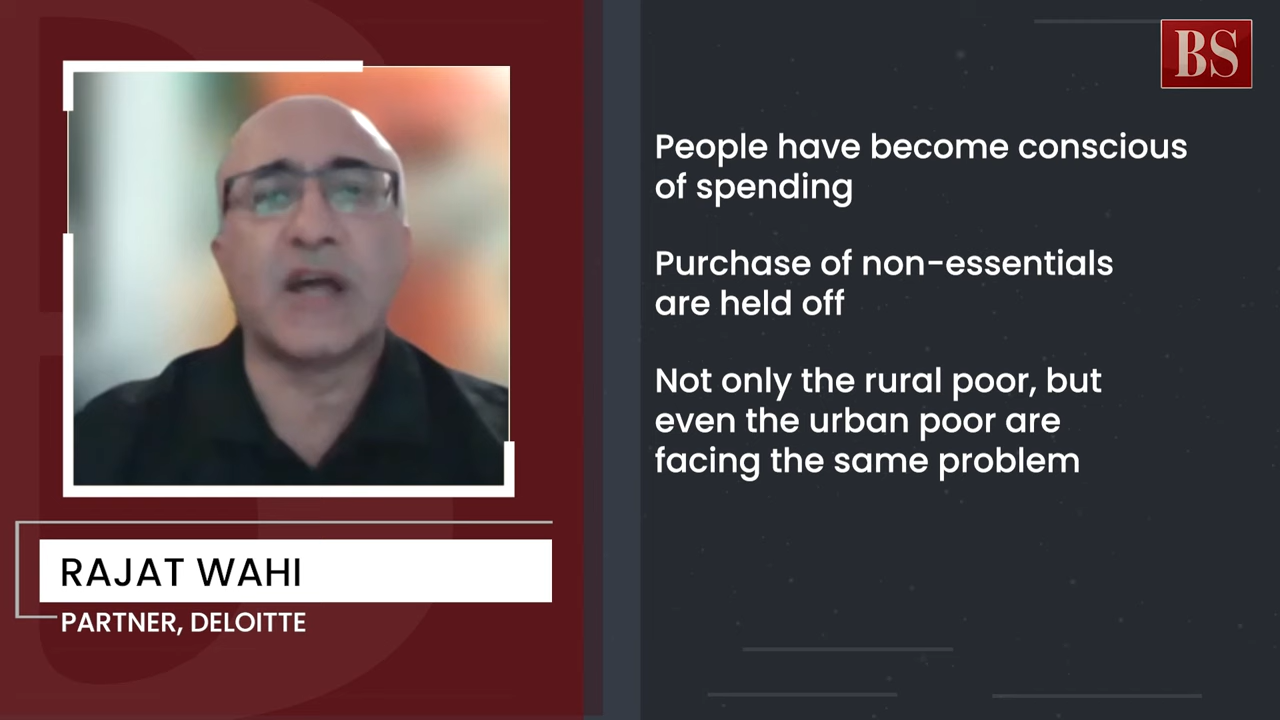 BS
People have become conscious
of spending
Purchase of non-essentials
are held off
Not only the rural poor, but
even the urban poor are
facing the same problem
RAJAT WAHI
PARTNER, DELOITTE